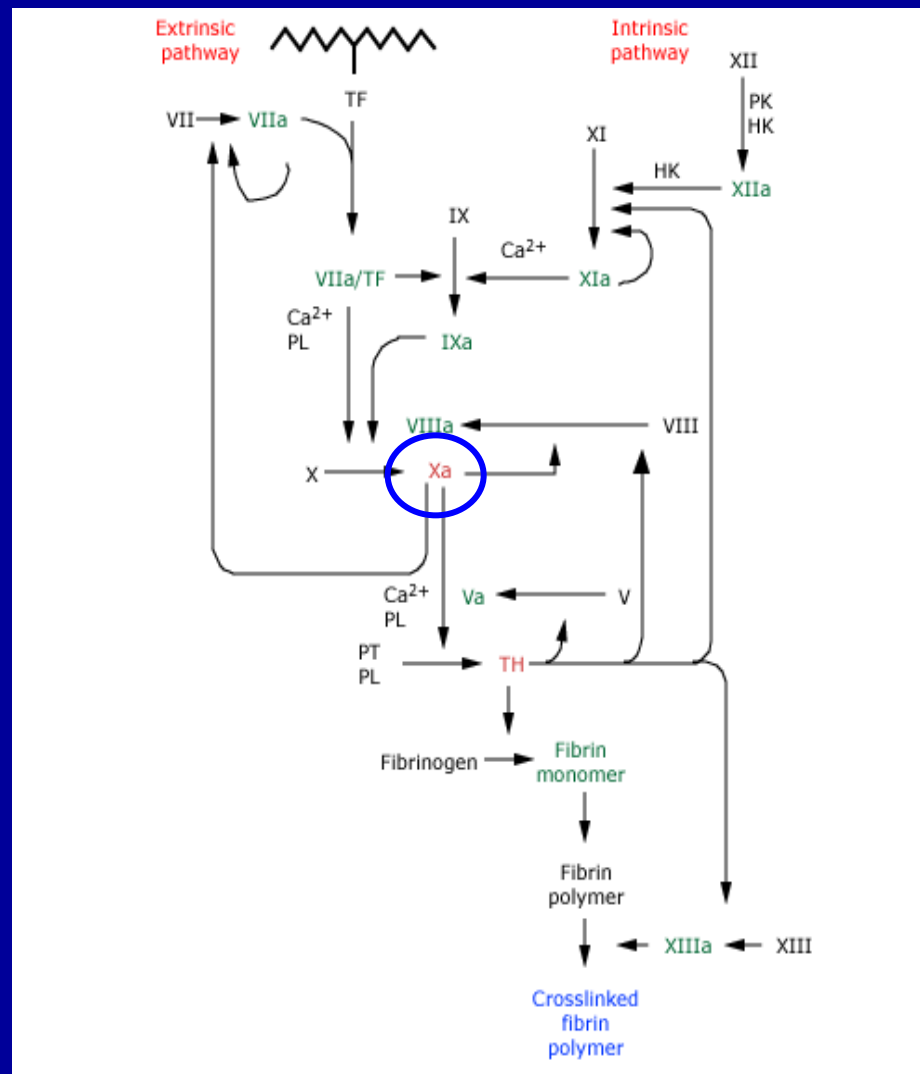 Extrinsic
pathway
Intrinsic
pathway
XII
TF
PK
HK
VII
VIIa
XI
HK
XIIa
IX
Ca2+
VIIa/TF
XIa
Ca2+
PL
IXa
VIIIa
VIII
X
Xa
Ca2+
PL
Va
V
PT
PL
TH
Fibrinogen
Fibrin
monomer
Fibrin
polymer
XIIIa
XIII
Crosslinked
fibrin
polymer